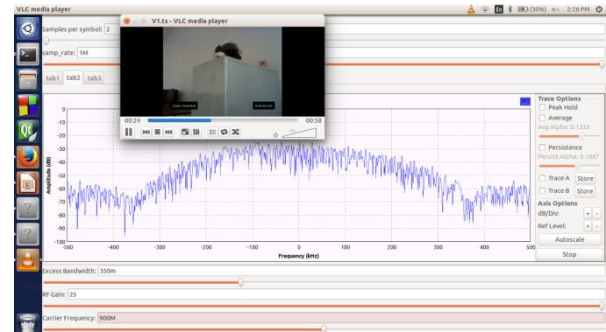 VLC media player
En (30%) 2:26 PM
Samples per symbol: 2
V1.ts - VLC media player
samp_rate: 1M
tab1 tab2 tab3
00:24 00:58
Trace Options
Peak Hold
Average
Avg Alpha: 0.1333
Persistence
Persist Alpha: 0.1867
Trace A Store
Trace B Store
Axis Options
dB/Div: + -
Ref Level: + -
Autoscale
Stop
Amplitude (dB)
0
-10
-20
-30
-40
-50
-60
-70
-80
-90
-100
-500 -400 -300 -200 -100 0 100 200 300 400 500
Frequency (kHz)
Excess Bandwidth: 350m
RF Gain: 25
Carrier Frequency: 900M